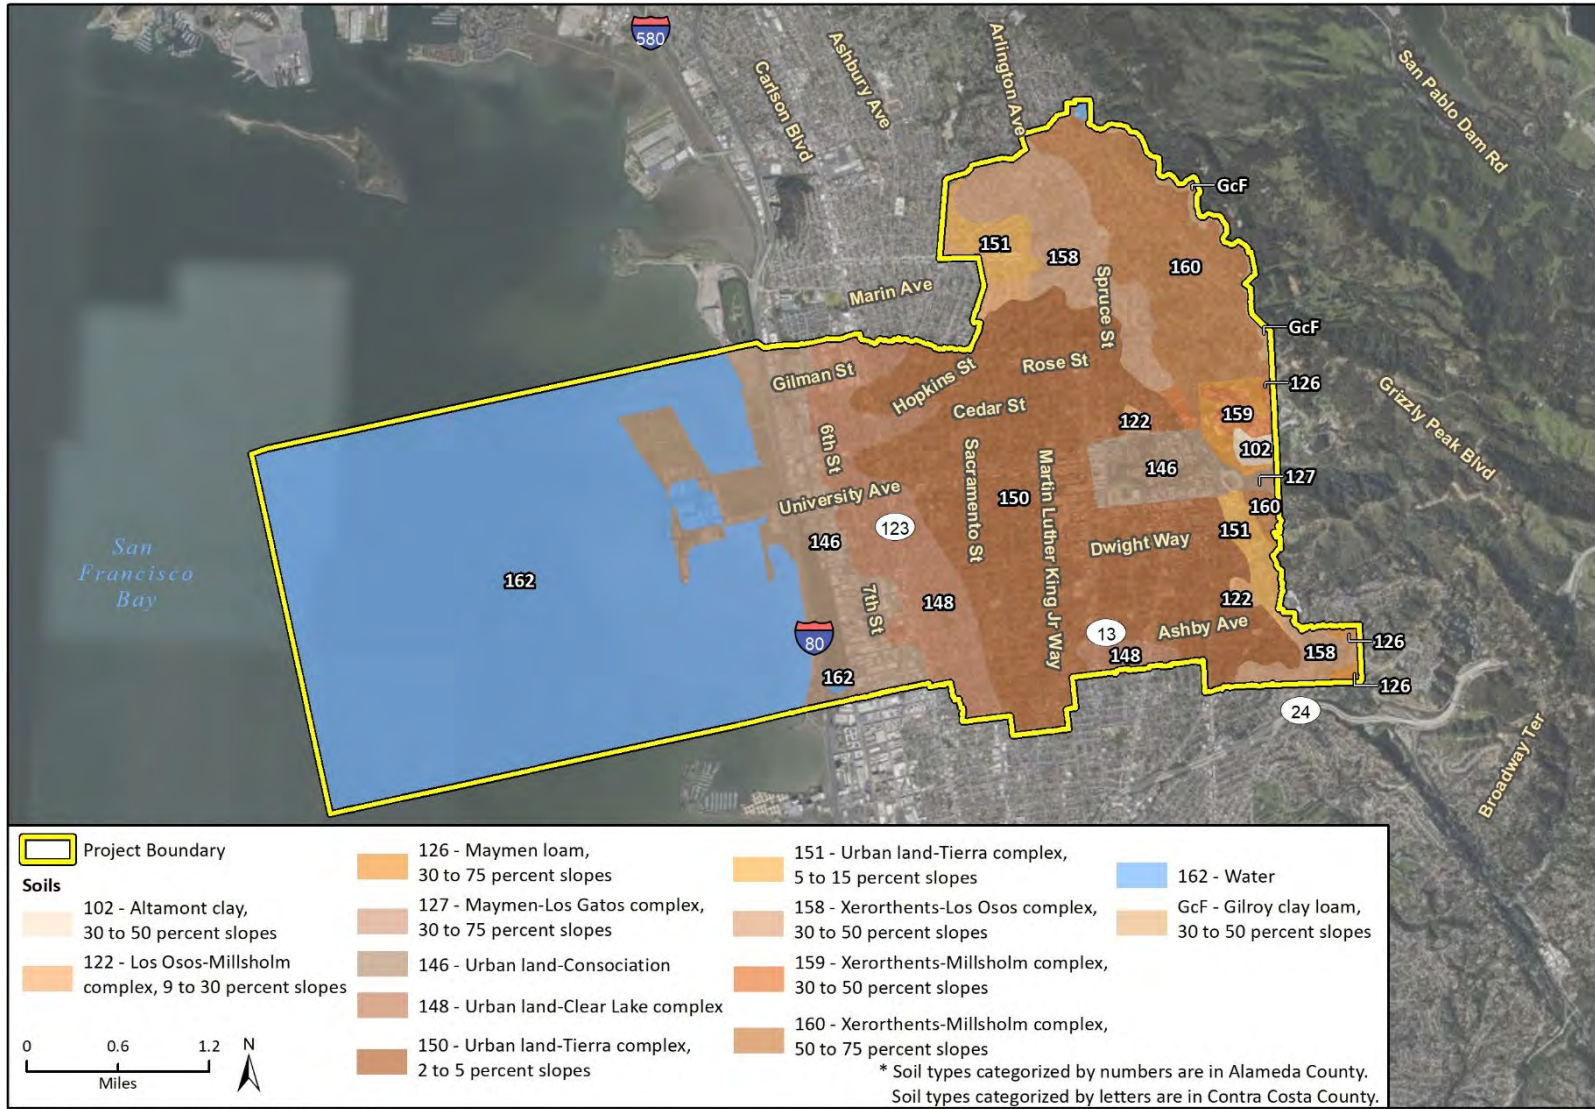 580
Ashbury Ave
Arlington Ave
Carlson Blvd
San Pablo Dam Rd
GcF
151
158
160
Spruce St
Marin Ave
GcF
Gilman St
Hopkins St
Rose St
126
Grizzly Peak Blvd
Cedar St
122
159
6th St
Sacramento St
Martin Luther King Jr Way
102
146
127
University Ave
150
160
123
151
San
Francisco
Bay
146
Dwight Way
162
7th St
148
122
Ashby Ave
80
13
148
158
126
162
126
24
Broadway Ter
Project Boundary
Soils
102 - Altamont clay,
30 to 50 percent slopes
122 - Los Osos-Millsholm
complex, 9 to 30 percent slopes
0 0.6 1.2
Miles
N
126 - Maymen loam,
30 to 75 percent slopes
127 - Maymen-Los Gatos complex,
30 to 75 percent slopes
146 - Urban land-Consociation
148 - Urban land-Clear Lake complex
150 - Urban land-Tierra complex,
2 to 5 percent slopes
151 - Urban land-Tierra complex,
5 to 15 percent slopes
158 - Xerorthents-Los Osos complex,
30 to 50 percent slopes
159 - Xerorthents-Millsholm complex,
30 to 50 percent slopes
160 - Xerorthents-Millsholm complex,
50 to 75 percent slopes
162 - Water
GcF - Gilroy clay loam,
30 to 50 percent slopes
* Soil types categorized by numbers are in Alameda County.
Soil types categorized by letters are in Contra Costa County.